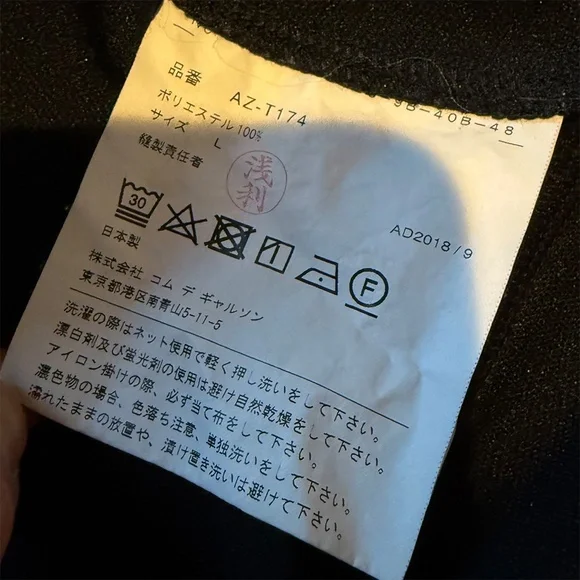 品番 AZ-T174 9B-40B-48
ポリエステル100%
サイズ L
縫製責任者
浅利
AD2018/9
30
F
日本製
株式会社 コム デ ギャルソン
東京都港区南青山5-11-5
洗濯の際はネット使用で軽く押し洗いをして下さい。
漂白剤及び蛍光剤の使用は避け自然乾燥をして下さい。
アイロン掛けの際、必ず当て布をして下さい。
濃色物の場合、色落ち注意、単独洗いをして下さい。
濡れたままの放置や、漬け置き洗いは避けて下さい。